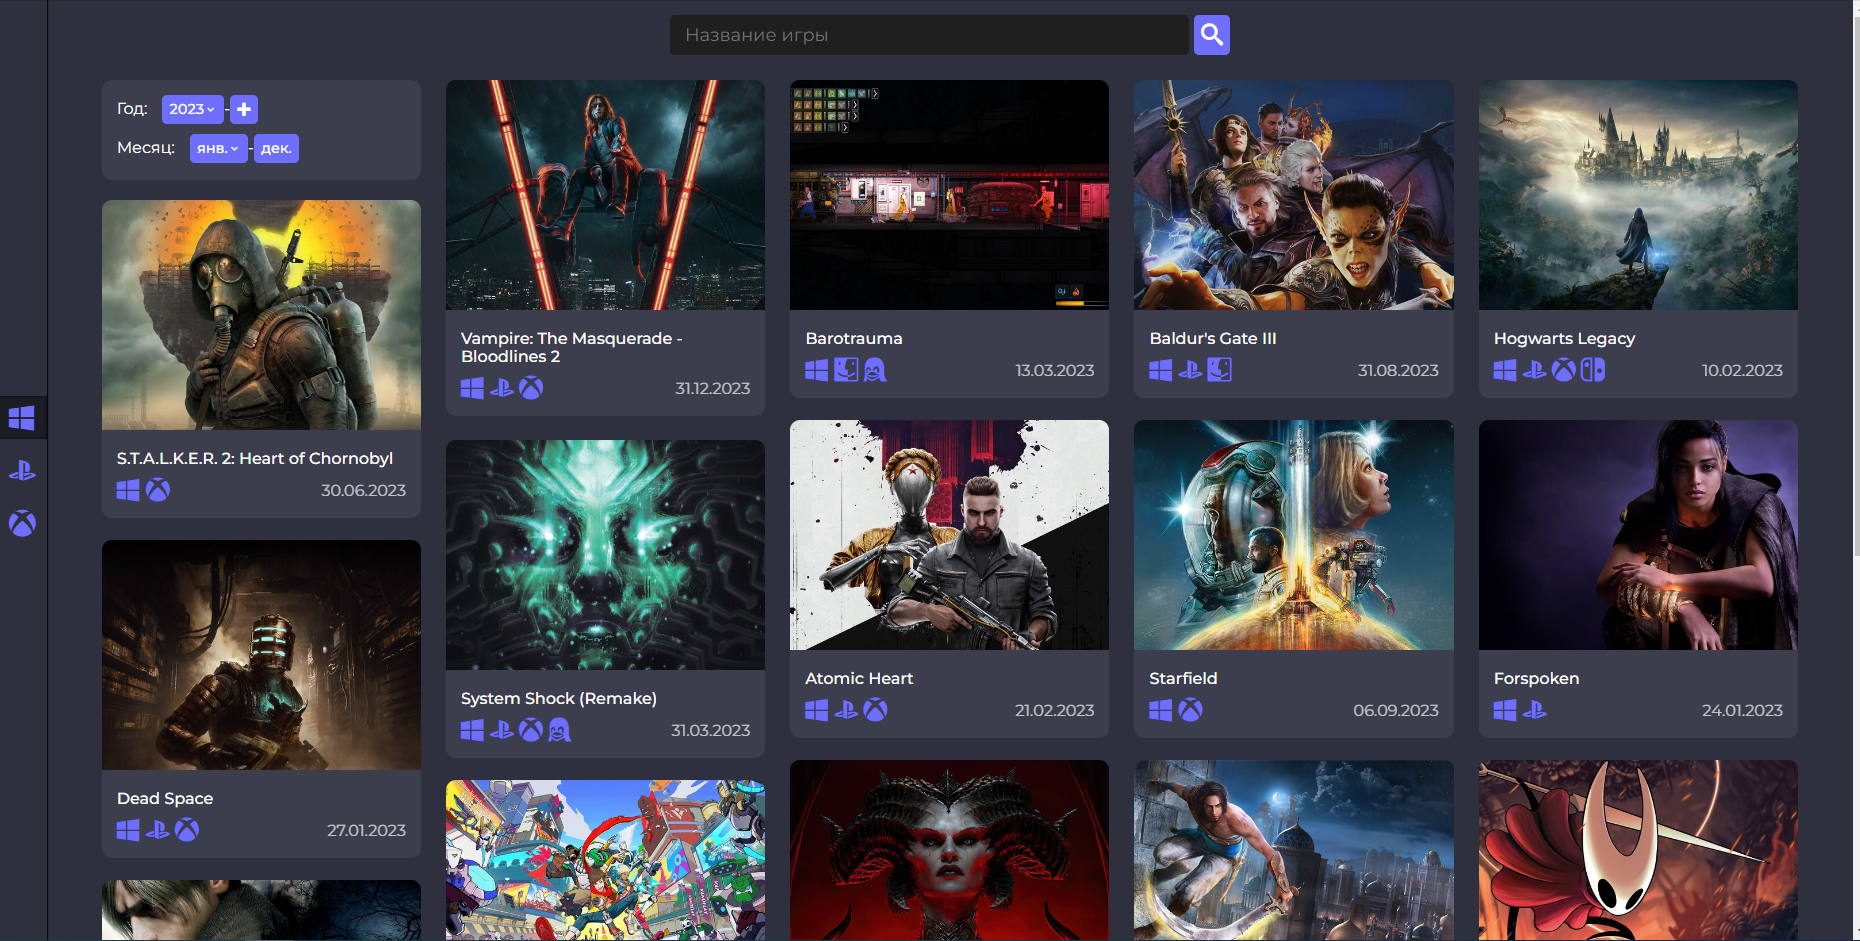 Название игры
Год: 2023 - +
Месяц: янв. - дек.
S.T.A.L.K.E.R. 2: Heart of Chornobyl
30.06.2023
Dead Space
27.01.2023
Vampire: The Masquerade -
Bloodlines 2
31.12.2023
System Shock (Remake)
31.03.2023
Barotrauma
13.03.2023
Atomic Heart
21.02.2023
Baldur's Gate III
31.08.2023
Starfield
06.09.2023
Hogwarts Legacy
10.02.2023
Forspoken
24.01.2023